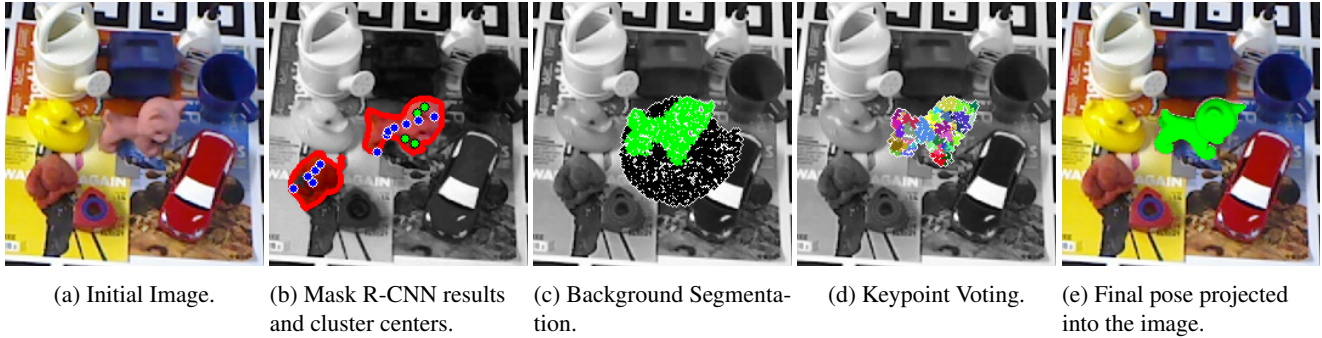 (a) Initial Image.
(b) Mask R-CNN results
and cluster centers.
(c) Background Segmenta-
tion.
(d) Keypoint Voting.
(e) Final pose projected
into the image.
AGAIN